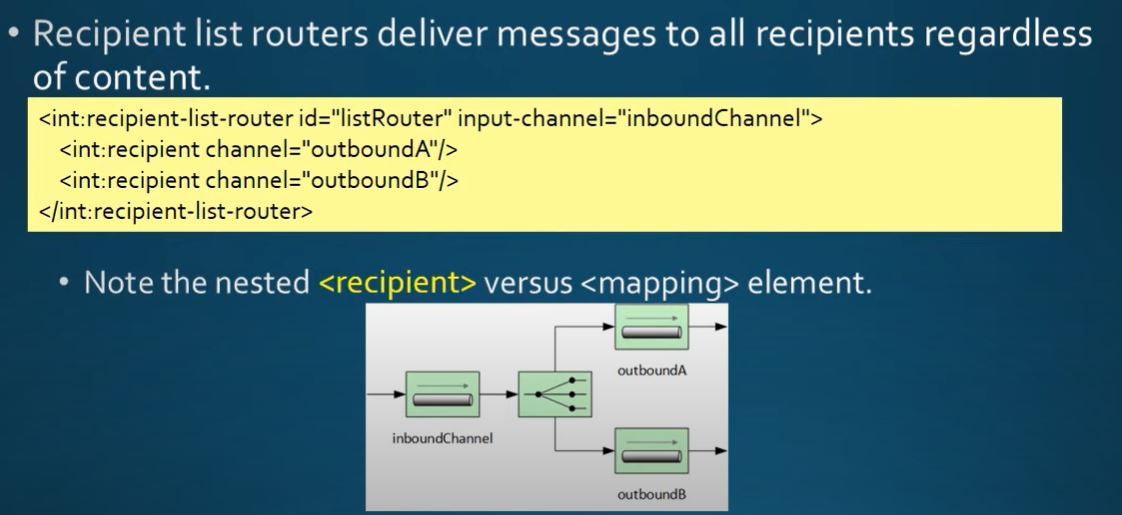 • Recipient list routers deliver messages to all recipients regardless
of content.
<int:recipient-list-router id="listRouter" input-channel="inboundChannel">
<int:recipient channel="outboundA"/>
<int:recipient channel="outboundB"/>
</int:recipient-list-router>
• Note the nested <recipient> versus <mapping> element.
outboundA
inboundChannel
outboundB